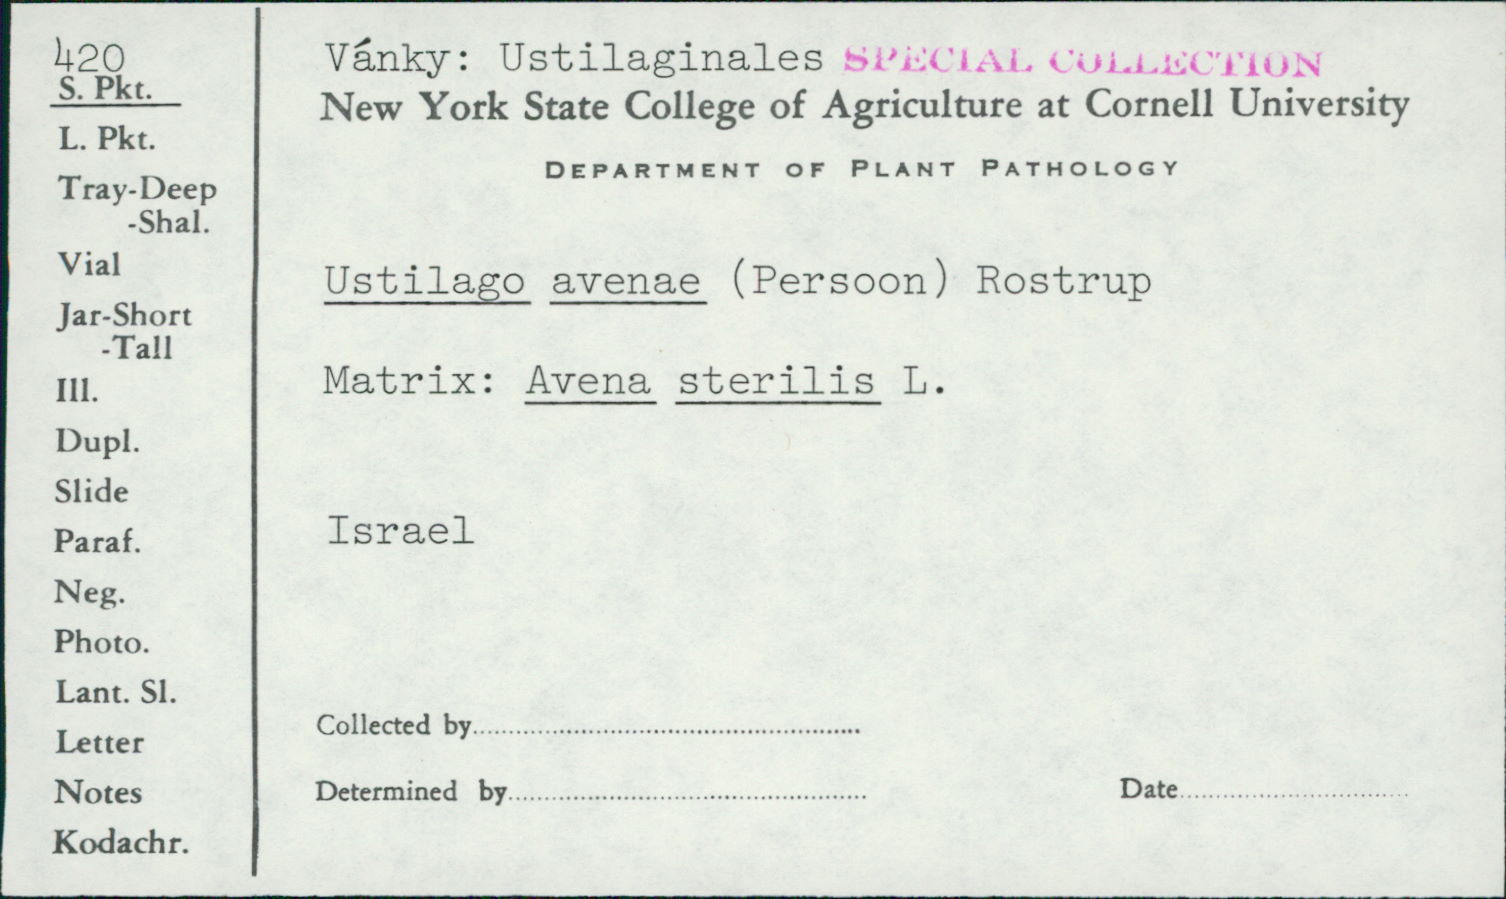 420
S. Pkt.
L. Pkt.
Tray-Deep
-Shal.
Vial
Jar-Short
-Tall
Ill.
Dupl.
Slide
Paraf.
Neg.
Photo.
Lant. Sl.
Letter
Notes
Kodachr.
Vánky: Ustilaginales SPECIAL COLLECTION
New York State College of Agriculture at Cornell University
DEPARTMENT OF PLANT PATHOLOGY
Ustilago avenae (Persoon) Rostrup
Matrix: Avena sterilis L.
Israel
Collected by
Determined by
Date